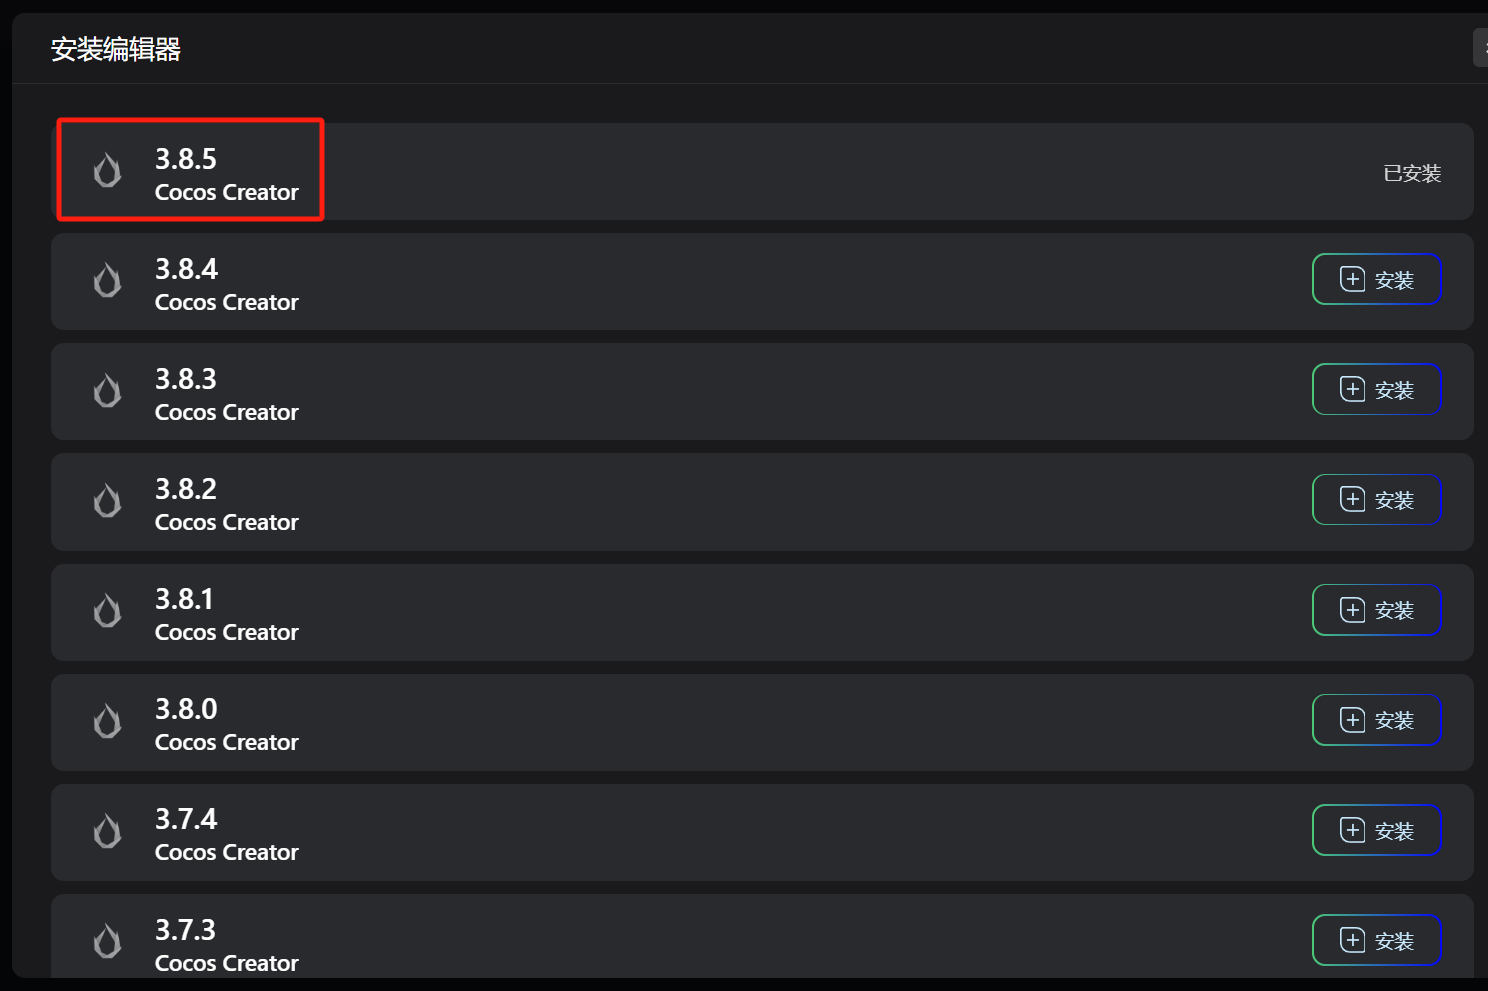 安装编辑器
3.8.5
Cocos Creator
已安装
3.8.4
Cocos Creator
安装
3.8.3
Cocos Creator
安装
3.8.2
Cocos Creator
安装
3.8.1
Cocos Creator
安装
3.8.0
Cocos Creator
安装
3.7.4
Cocos Creator
安装
3.7.3
Cocos Creator
安装